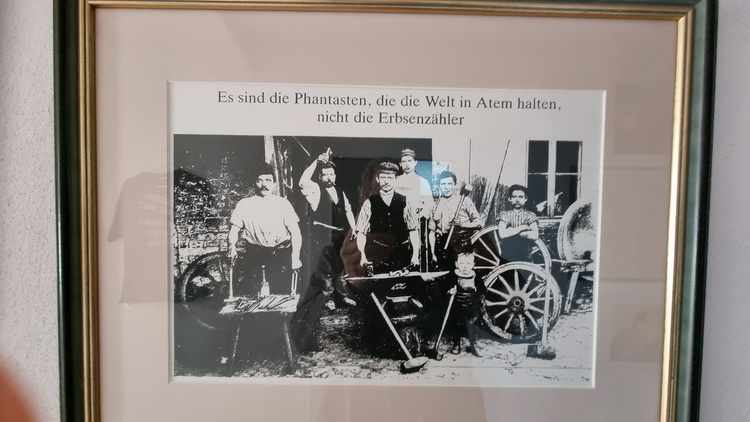 Es sind die Phantasten, die die Welt in Atem halten,
nicht die Erbsenzähler